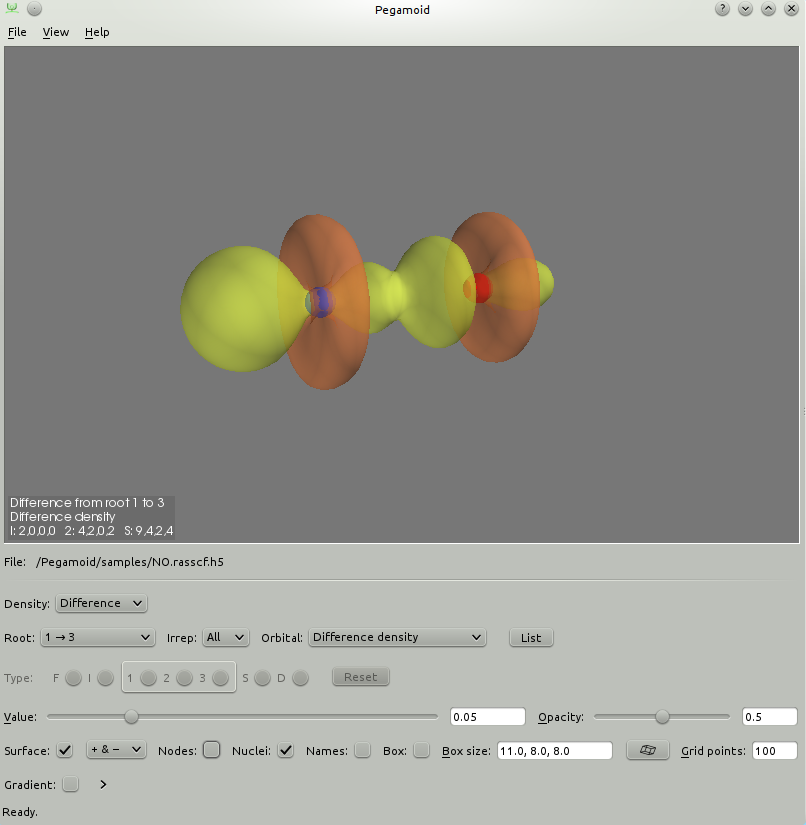 Pegamoid
File View Help
Difference from root 1 to 3
Difference density
I: 2,0,0,0 2: 4,2,0,2 S: 9,4,2,4
File: /Pegamoid/samples/NO.rasscf.h5
Density: Difference
Root: 1 → 3 Irrep: All Orbital: Difference density List
Type: F I 1 2 3 S D Reset
Value: 0.05 Opacity: 0.5
Surface: + & − Nodes: Nuclei: Names: Box: Box size: 11.0, 8.0, 8.0 Grid points: 100
Gradient: >
Ready.